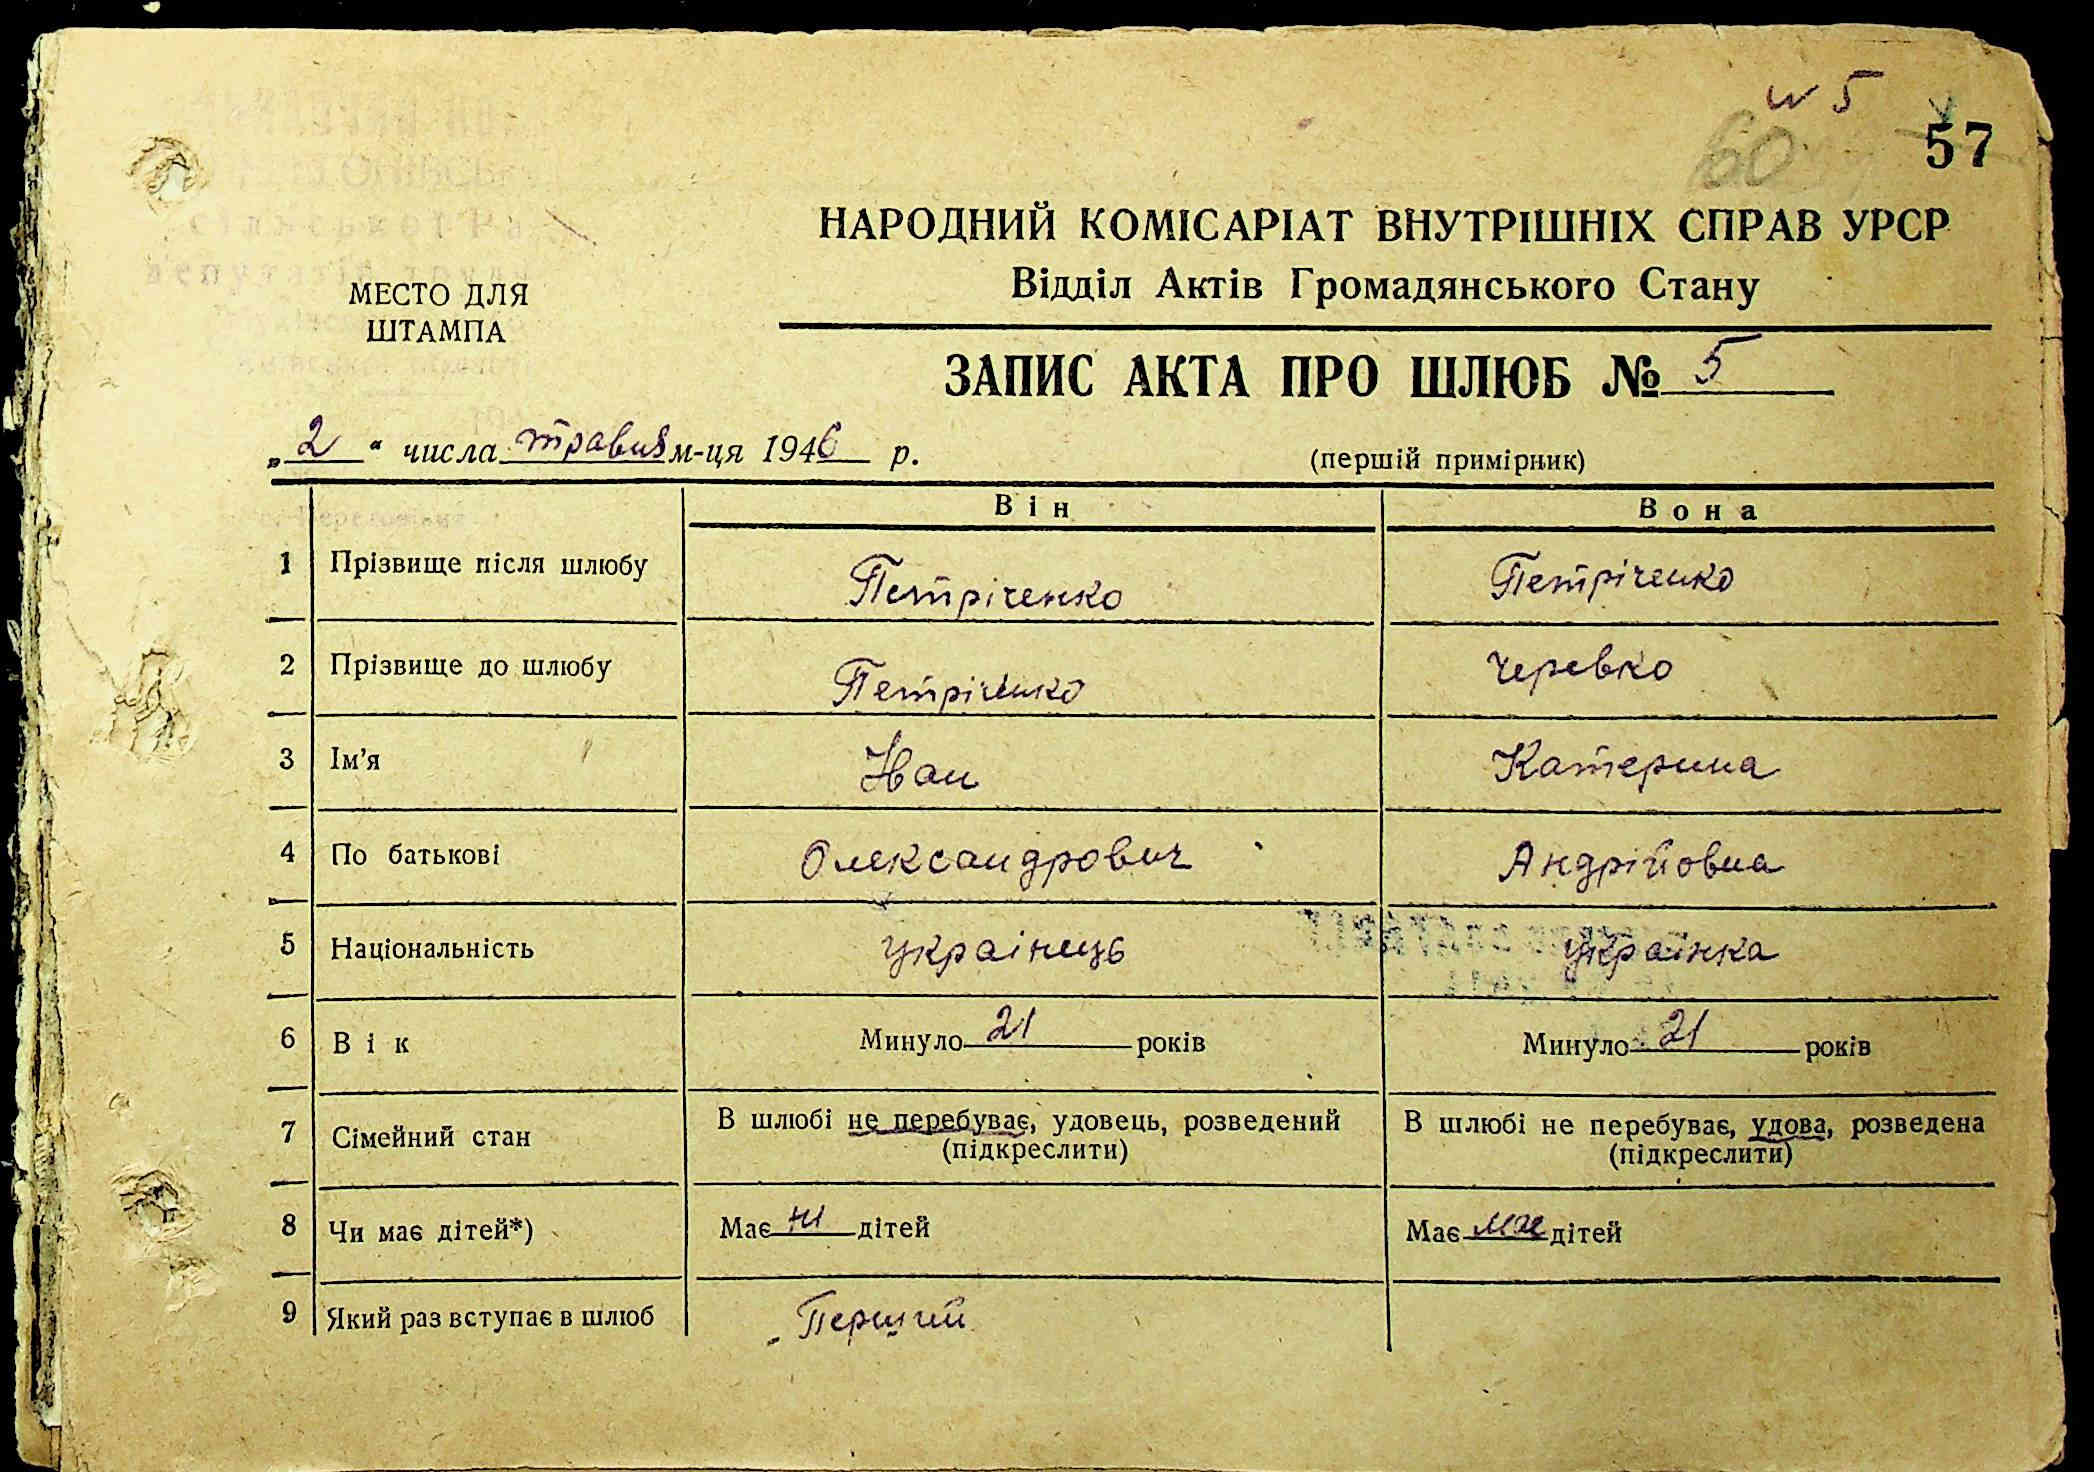 № 5
60
57
НАРОДНИЙ КОМІСАРІАТ ВНУТРІШНІХ СПРАВ УРСР
Відділ Актів Громадянського Стану
МЕСТО ДЛЯ
ШТАМПА
ЗАПИС АКТА ПРО ШЛЮБ № 5
„2“ числа травня м-ця 1946 р.
(першій примірник)
Він Вона
1 Прізвище після шлюбу Петріченко Петріченко
2 Прізвище до шлюбу Петріченко Черевко
3 Ім'я Іван Катерина
4 По батькові Олександрович Андрійовна
5 Національність українець українка
6 Вік Минуло 21 років Минуло 21 років
7 Сімейний стан В шлюбі не перебуває, удовець, розведений В шлюбі не перебуває, удова, розведена
(підкреслити) (підкреслити)
8 Чи має дітей*) Має ні дітей Має має дітей
9 Який раз вступає в шлюб Перший